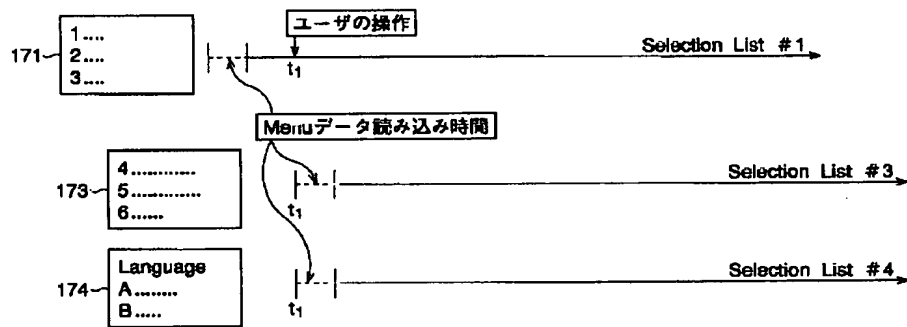 ユーザの操作
171
1....
2....
3....
t1
Selection List #1
Menuデータ読み込み時間
173
4............
5.............
6......
t1
Selection List #3
174
Language
A........
B.....
t1
Selection List #4